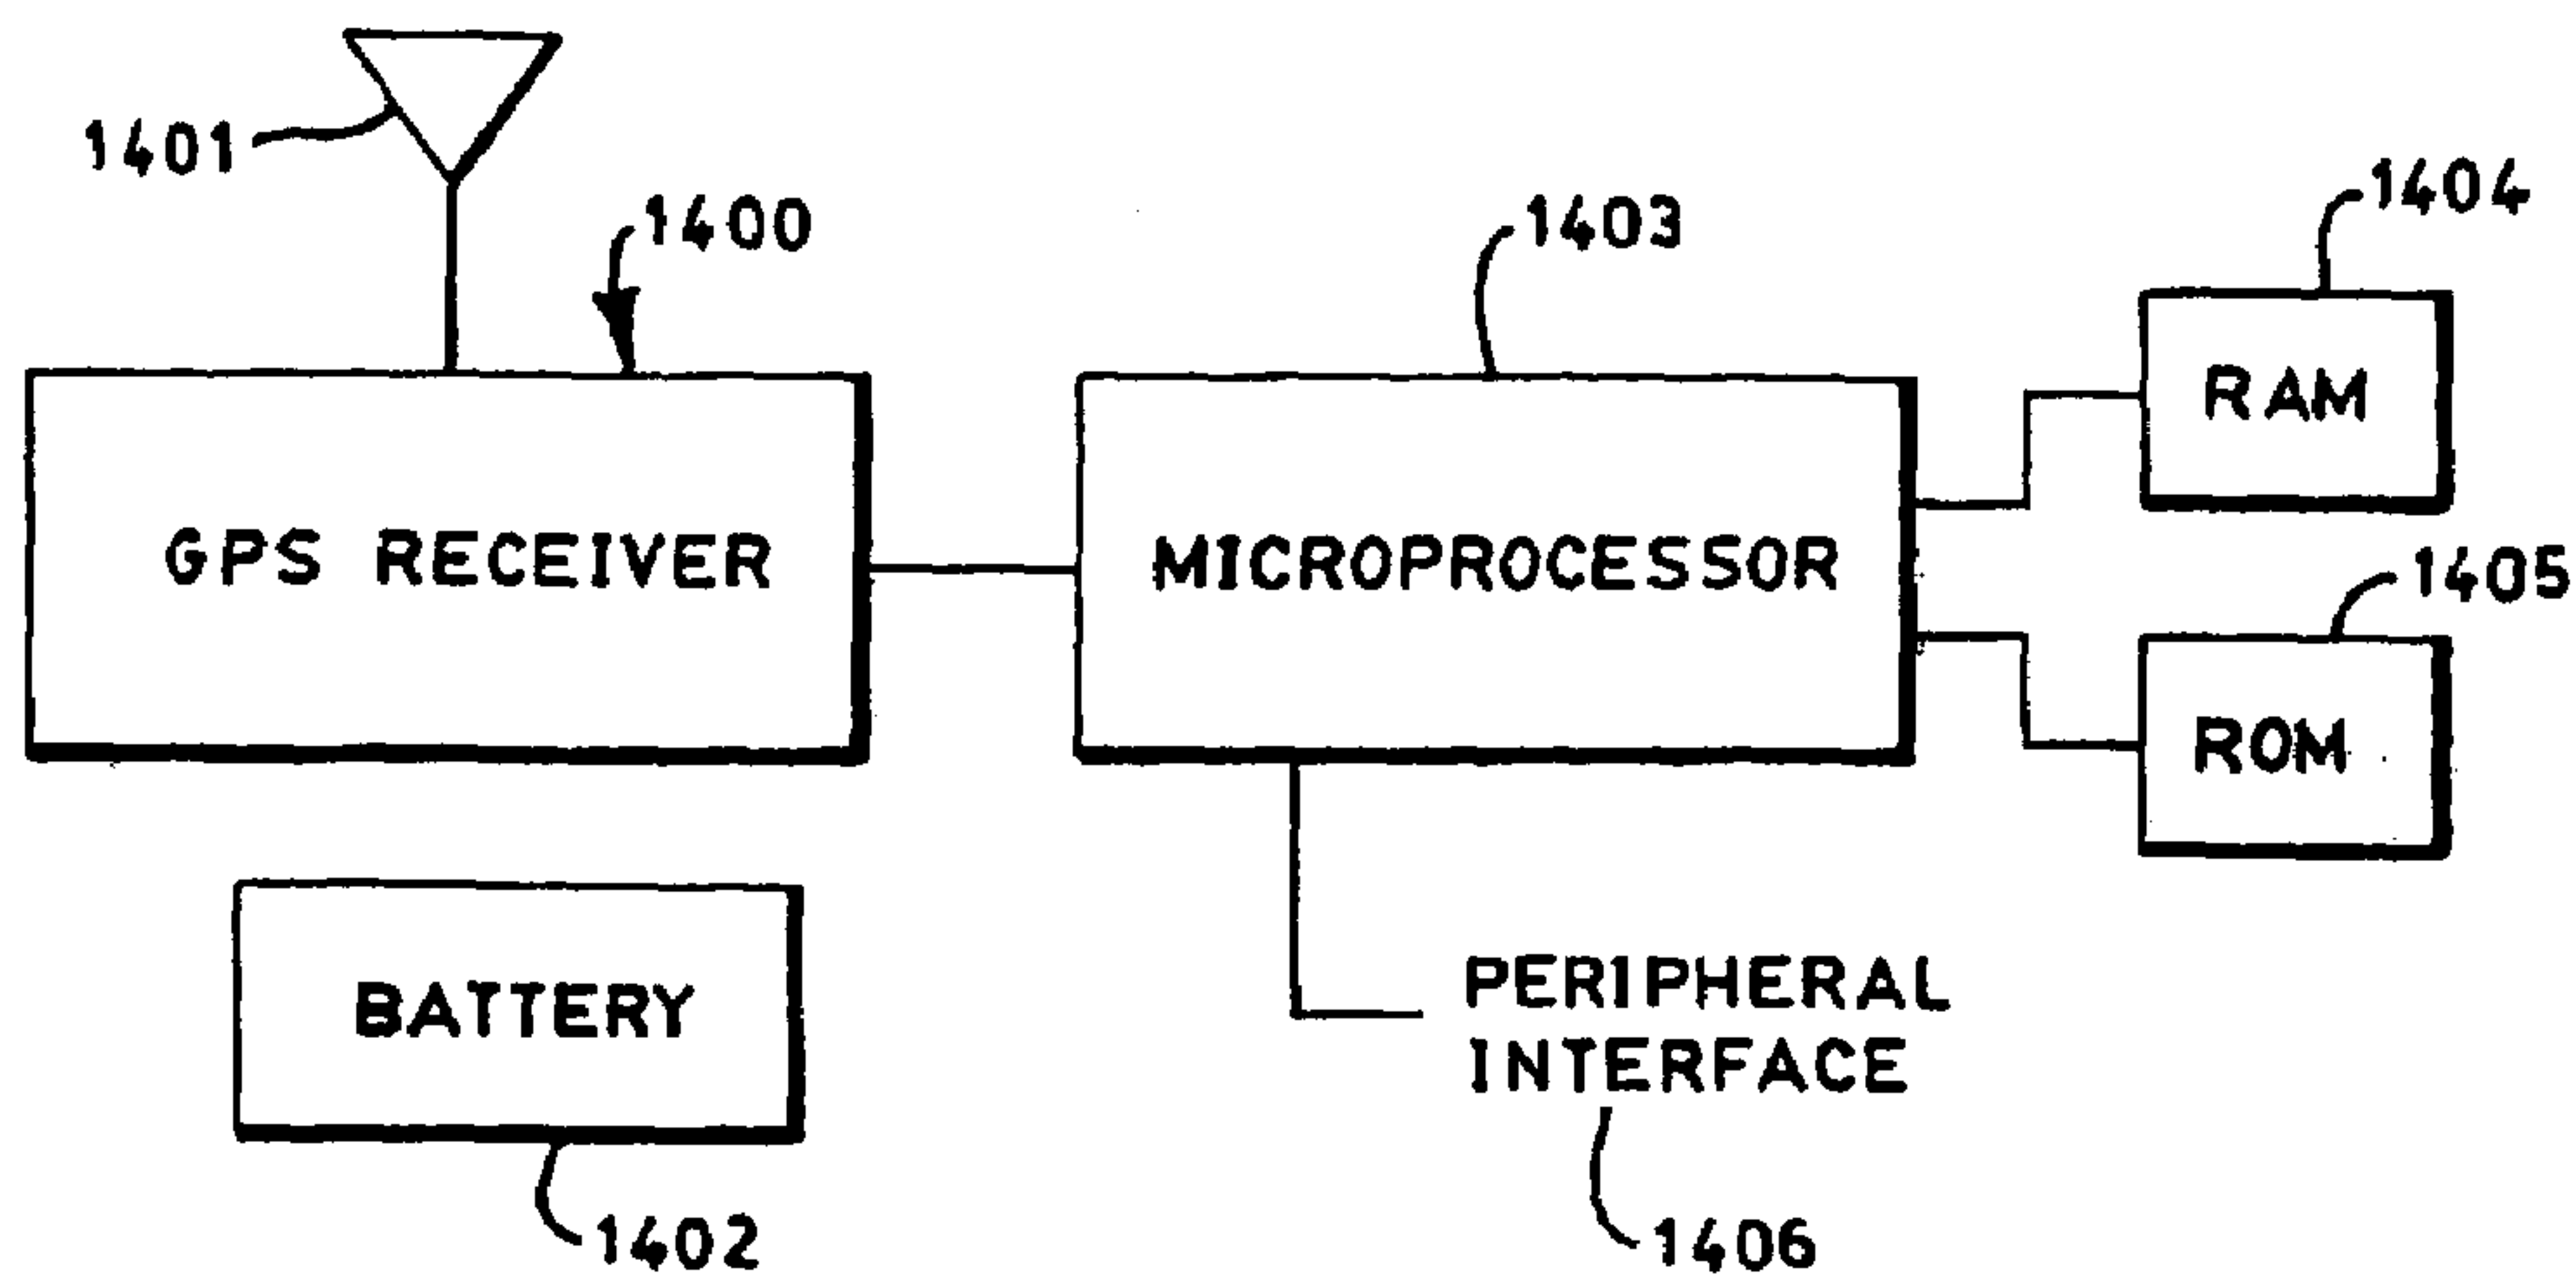 1401
1400
1403
1404
GPS RECEIVER
MICROPROCESSOR
RAM
1405
ROM
BATTERY
PERIPHERAL
INTERFACE
1402
1406